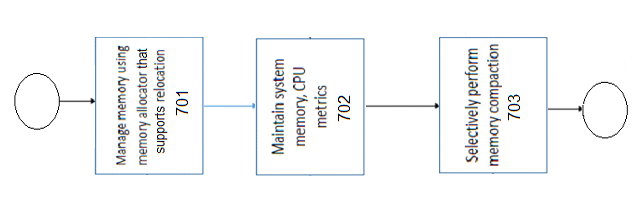 Manage memory using
memory allocator that
supports relocation
701
Maintain system
memory, CPU
metrics
702
Selectively perform
memory compaction
703